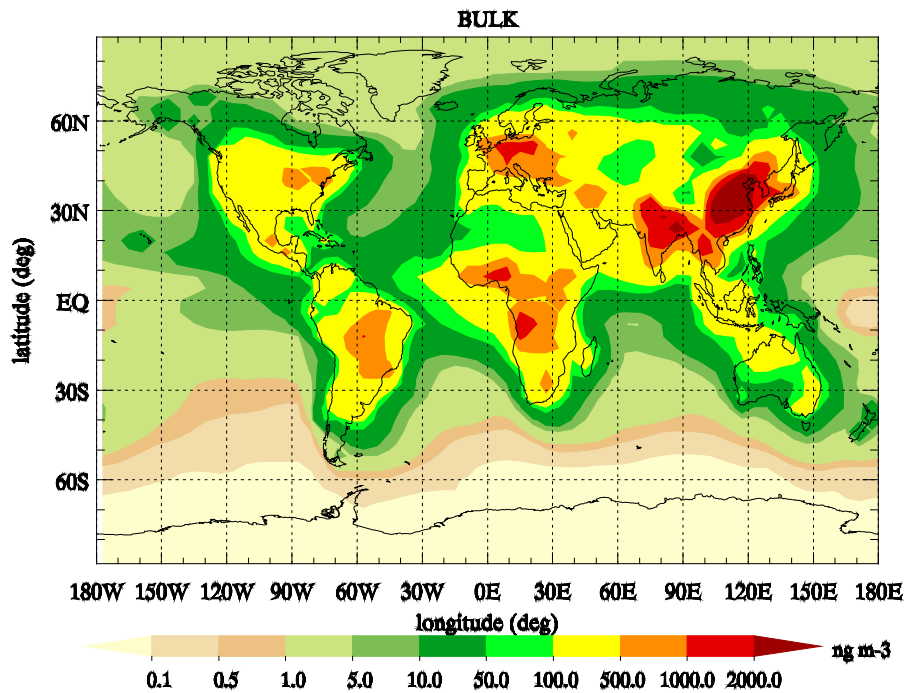 BULK
60N
30N
EQ
30S
60S
latitude (deg)
180W 150W 120W 90W 60W 30W 0E 30E 60E 90E 120E 150E 180E
longitude (deg)
ng m-3
0.1 0.5 1.0 5.0 10.0 50.0 100.0 500.0 1000.0 2000.0